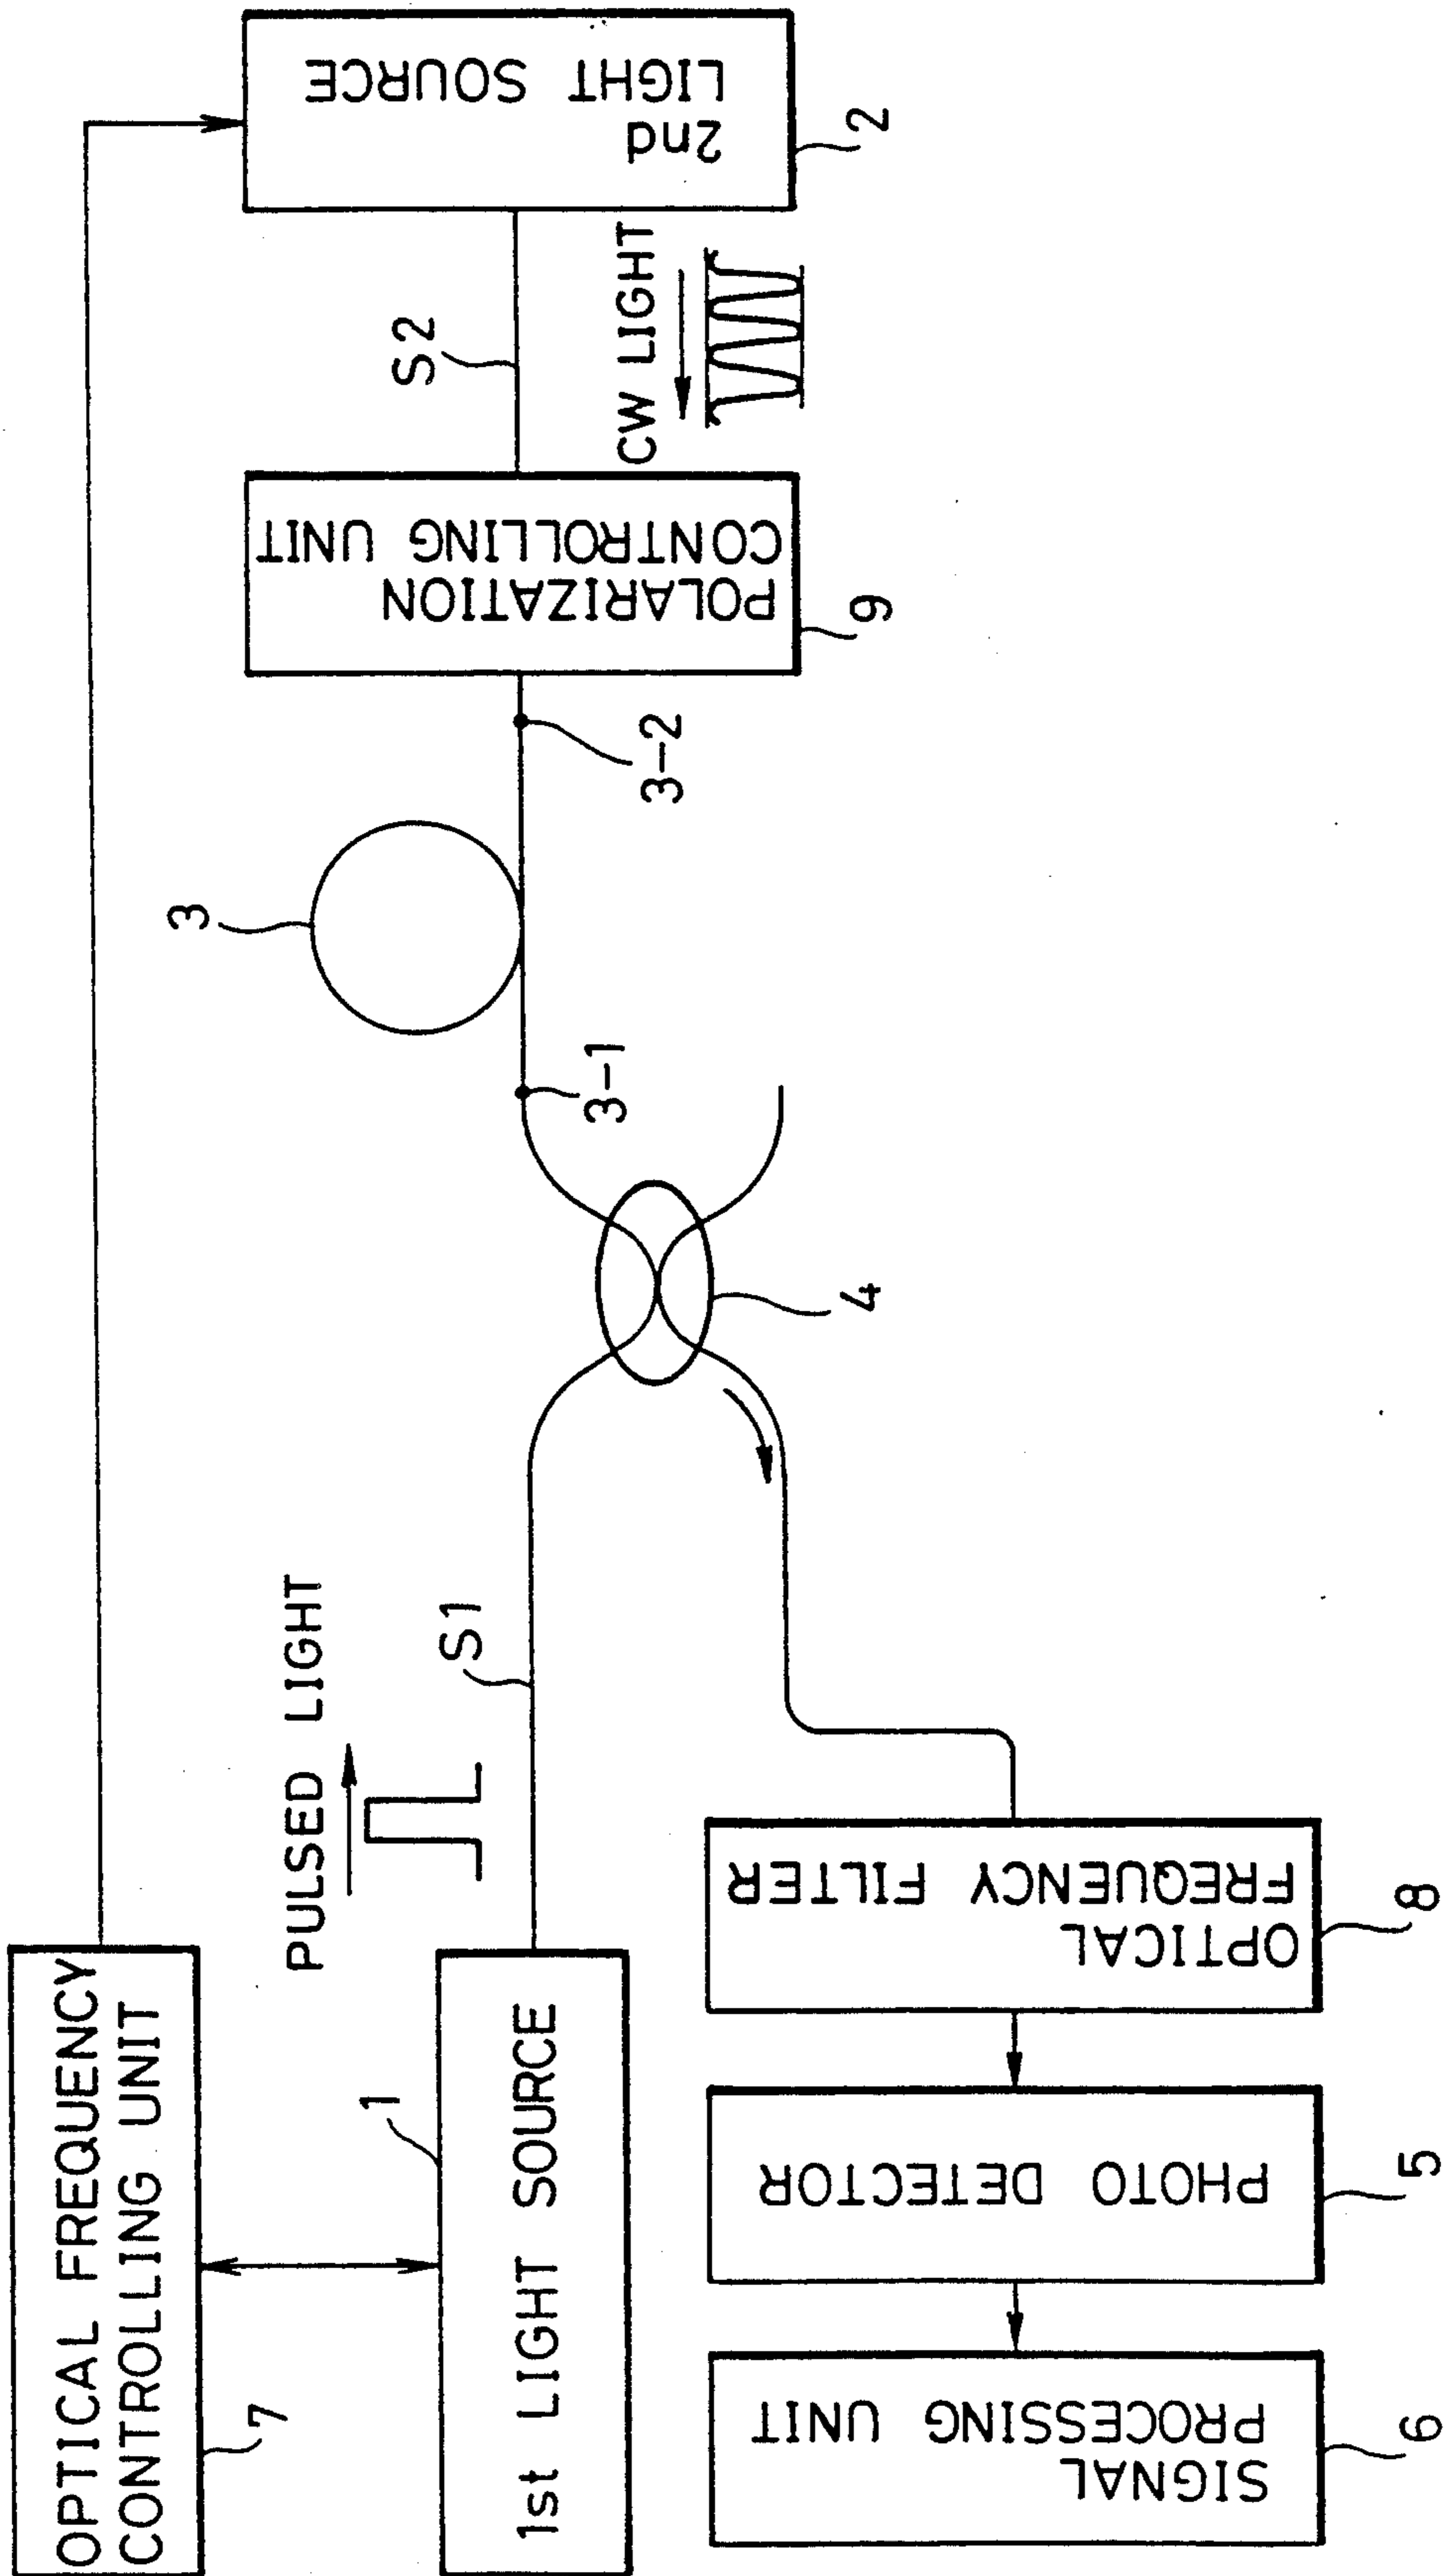 OPTICAL FREQUENCY
CONTROLLING UNIT
7
1
1st LIGHT SOURCE
PULSED LIGHT
S1
4
3-1
3
3-2
POLARIZATION
CONTROLLING UNIT
9
S2
CW LIGHT
2nd
LIGHT SOURCE
2
OPTICAL
FREQUENCY FILTER
8
PHOTO DETECTOR
5
SIGNAL
PROCESSING UNIT
6